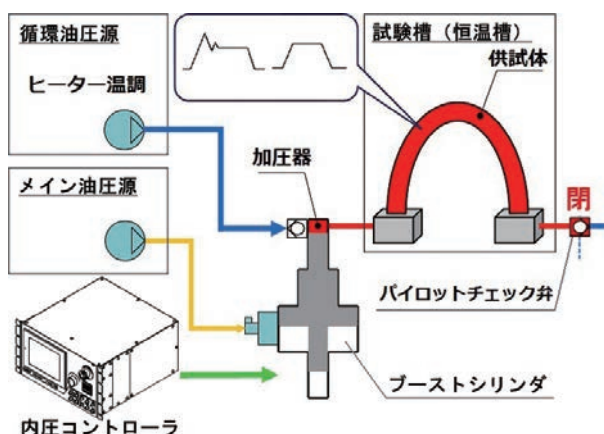 循環油圧源
ヒーター温調
メイン油圧源
内圧コントローラ
加圧器
試験槽（恒温槽）
供試体
閉
パイロットチェック弁
ブーストシリンダ